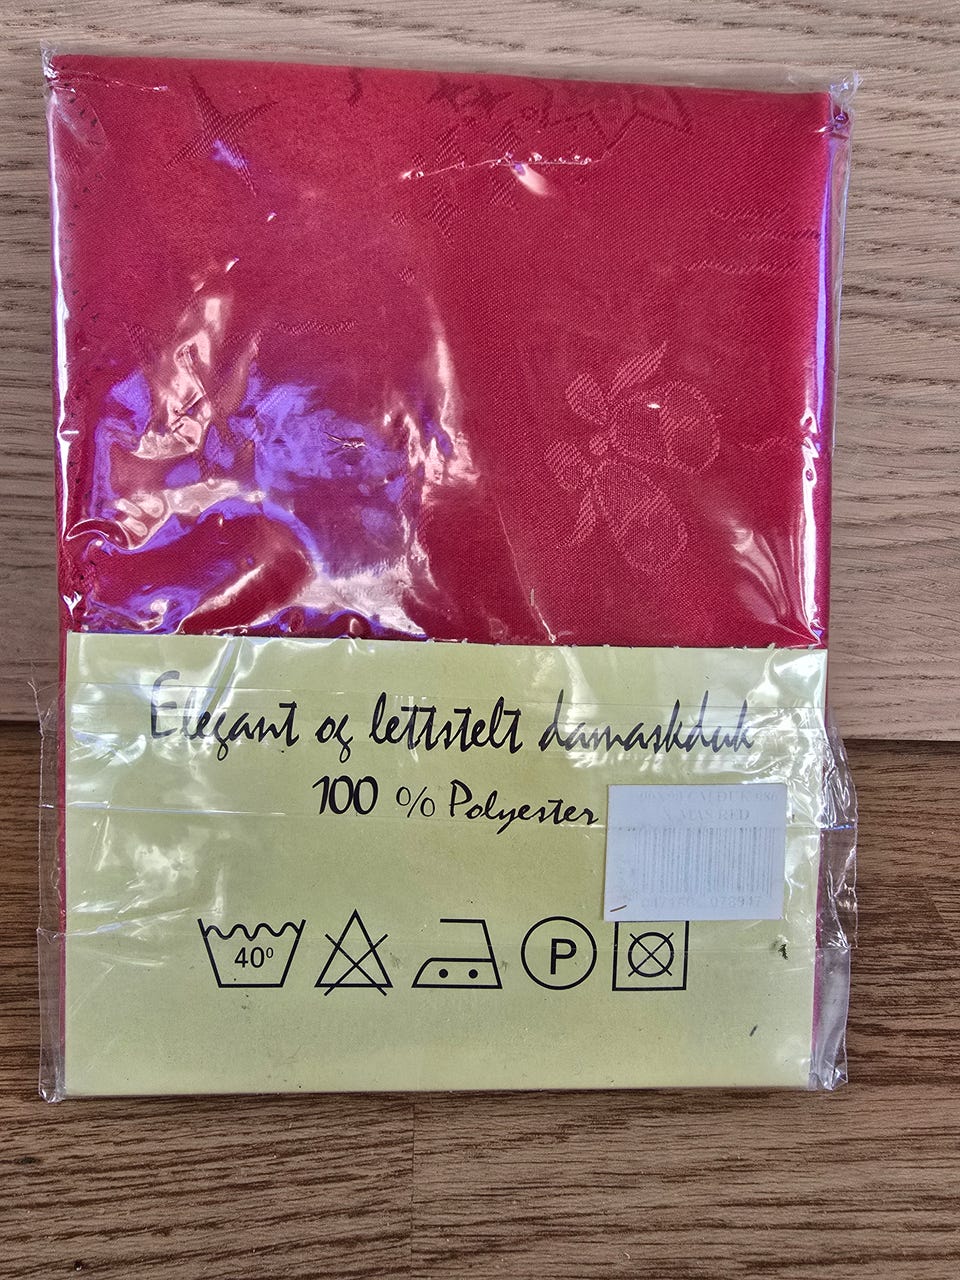 Elegant og lettstelt damaskduk
100 % Polyester
X-MAS RED
40°
P